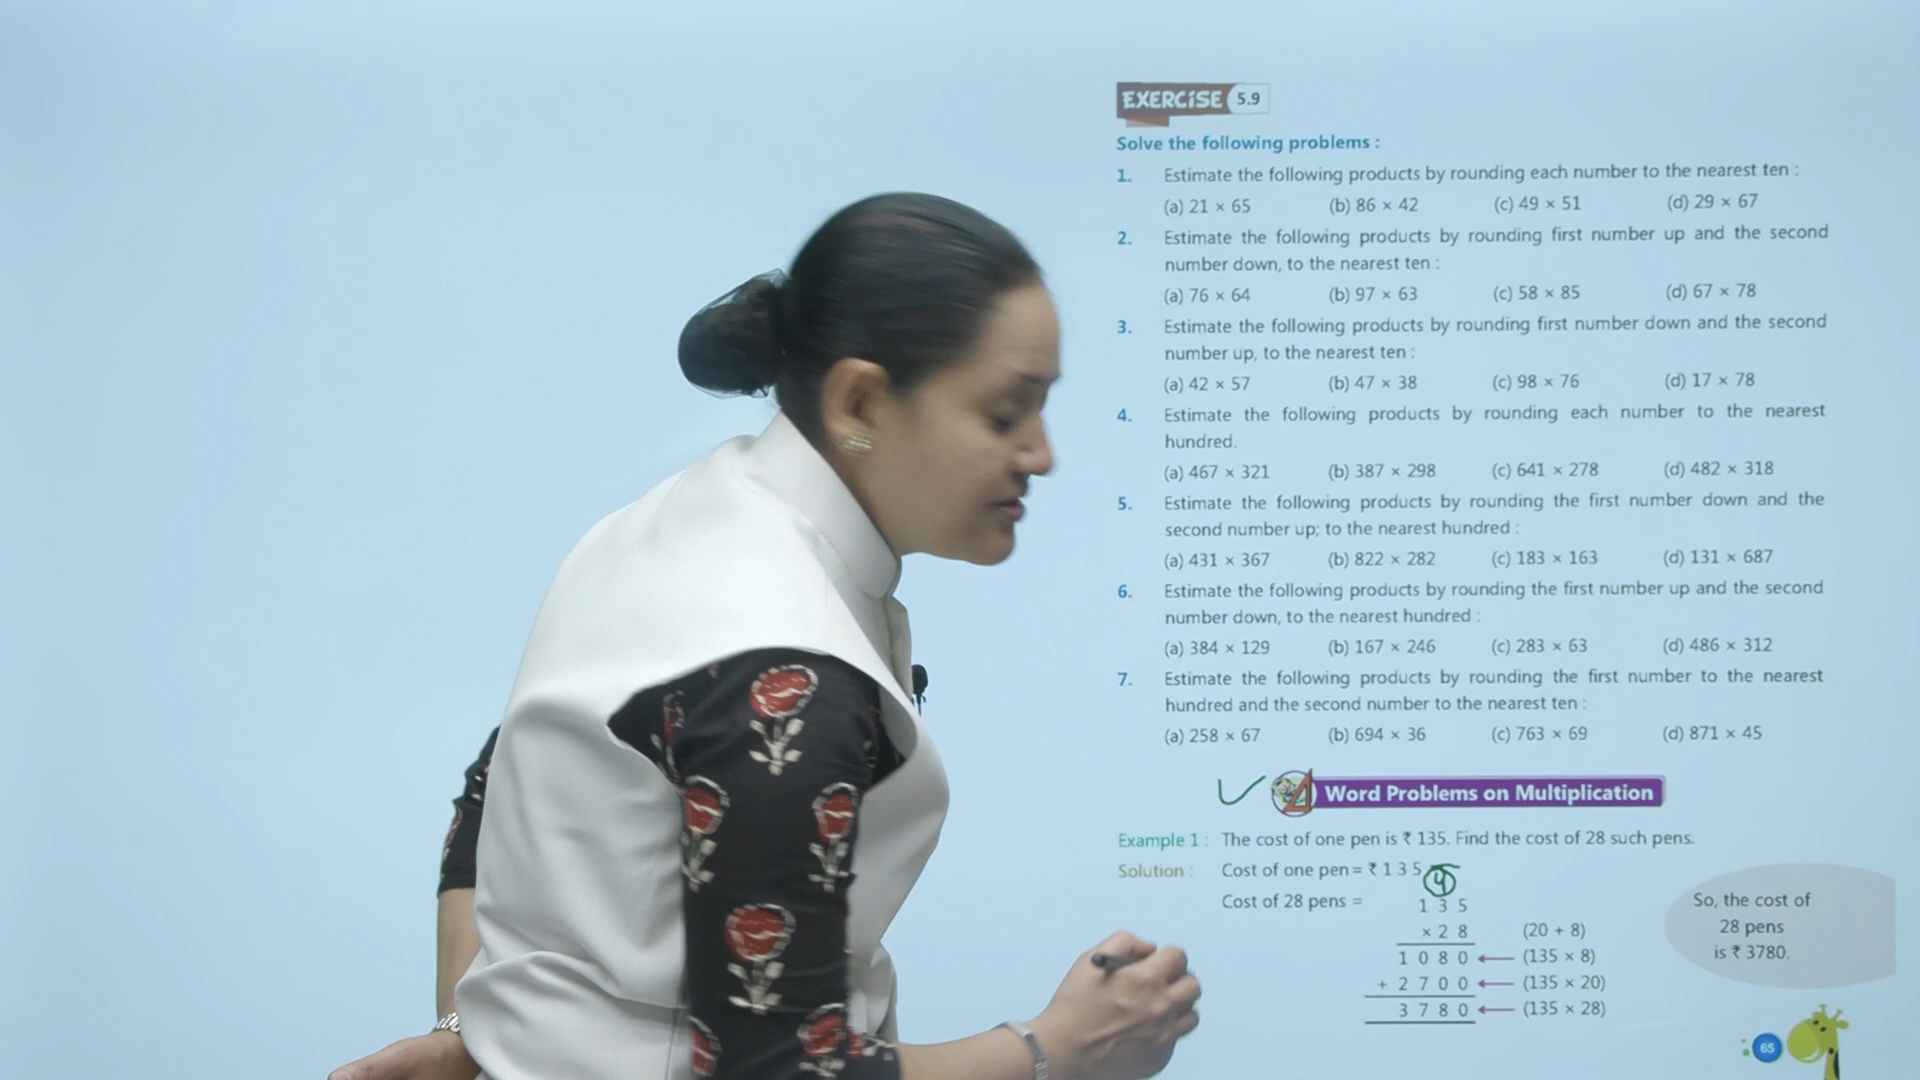 EXERCISE 5.9
Solve the following problems :
1. Estimate the following products by rounding each number to the nearest ten :
(a) 21 × 65 (b) 86 × 42 (c) 49 × 51 (d) 29 × 67
2. Estimate the following products by rounding first number up and the second
number down, to the nearest ten :
(a) 76 × 64 (b) 97 × 63 (c) 58 × 85 (d) 67 × 78
3. Estimate the following products by rounding first number down and the second
number up, to the nearest ten :
(a) 42 × 57 (b) 47 × 38 (c) 98 × 76 (d) 17 × 78
4. Estimate the following products by rounding each number to the nearest
hundred.
(a) 467 × 321 (b) 387 × 298 (c) 641 × 278 (d) 482 × 318
5. Estimate the following products by rounding the first number down and the
second number up; to the nearest hundred :
(a) 431 × 367 (b) 822 × 282 (c) 183 × 163 (d) 131 × 687
6. Estimate the following products by rounding the first number up and the second
number down, to the nearest hundred :
(a) 384 × 129 (b) 167 × 246 (c) 283 × 63 (d) 486 × 312
7. Estimate the following products by rounding the first number to the nearest
hundred and the second number to the nearest ten :
(a) 258 × 67 (b) 694 × 36 (c) 763 × 69 (d) 871 × 45
Word Problems on Multiplication
Example 1 : The cost of one pen is ₹ 135. Find the cost of 28 such pens.
Solution : Cost of one pen = ₹ 1 3 5
4
Cost of 28 pens = 1 3 5
× 2 8 (20 + 8)
1 0 8 0 ← (135 × 8)
+ 2 7 0 0 ← (135 × 20)
3 7 8 0 ← (135 × 28)
So, the cost of
28 pens
is ₹ 3780.
65